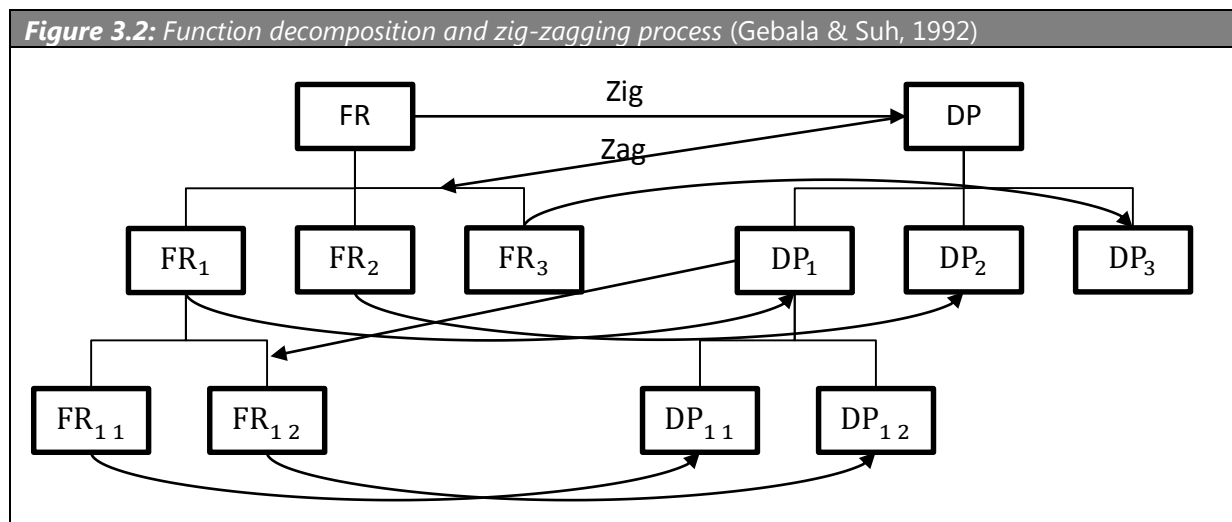 Figure 3.2: Function decomposition and zig-zagging process (Gebala & Suh, 1992)
Zig
FR DP
Zag
FR₁ FR₂ FR₃ DP₁ DP₂ DP₃
FR₁₁ FR₁₂ DP₁₁ DP₁₂